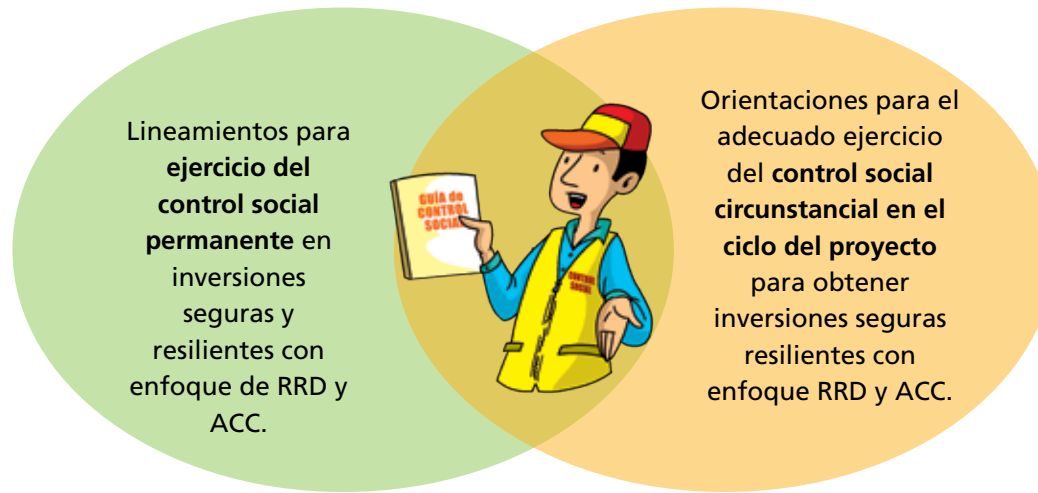 Lineamientos para
ejercicio del
control social
permanente en
inversiones
seguras y
resilientes con
enfoque de RRD y
ACC.
GUÍA de
CONTROL
SOCIAL
CONTROL
SOCIAL
Orientaciones para el
adecuado ejercicio
del control social
circunstancial en el
ciclo del proyecto
para obtener
inversiones seguras
resilientes con
enfoque RRD y ACC.